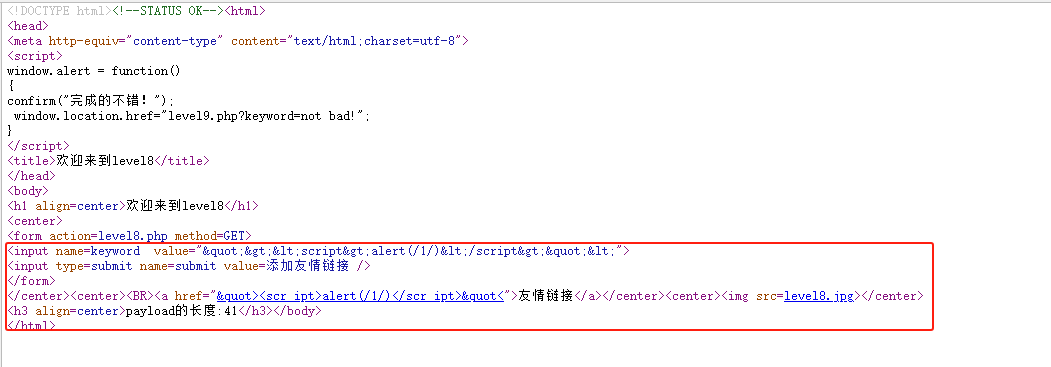 <!DOCTYPE html><!--STATUS OK--><html>
<head>
<meta http-equiv="content-type" content="text/html;charset=utf-8">
<script>
window.alert = function()
{
confirm("完成的不错！");
 window.location.href="level9.php?keyword=not bad!";
}
</script>
<title>欢迎来到level8</title>
</head>
<body>
<h1 align=center>欢迎来到level8</h1>
<center>
<form action=level8.php method=GET>
<input name=keyword  value="&quot;&gt;&lt;script&gt;alert(/1/)&lt;/script&gt;&quot;&lt;">
<input type=submit name=submit value=添加友情链接 />
</form>
</center><center><BR><a href="&quot><scr_ipt>alert(/1/)</scr_ipt>&quot<">友情链接</a></center><center><img src=level8.jpg></center>
<h3 align=center>payload的长度:41</h3></body>
</html>